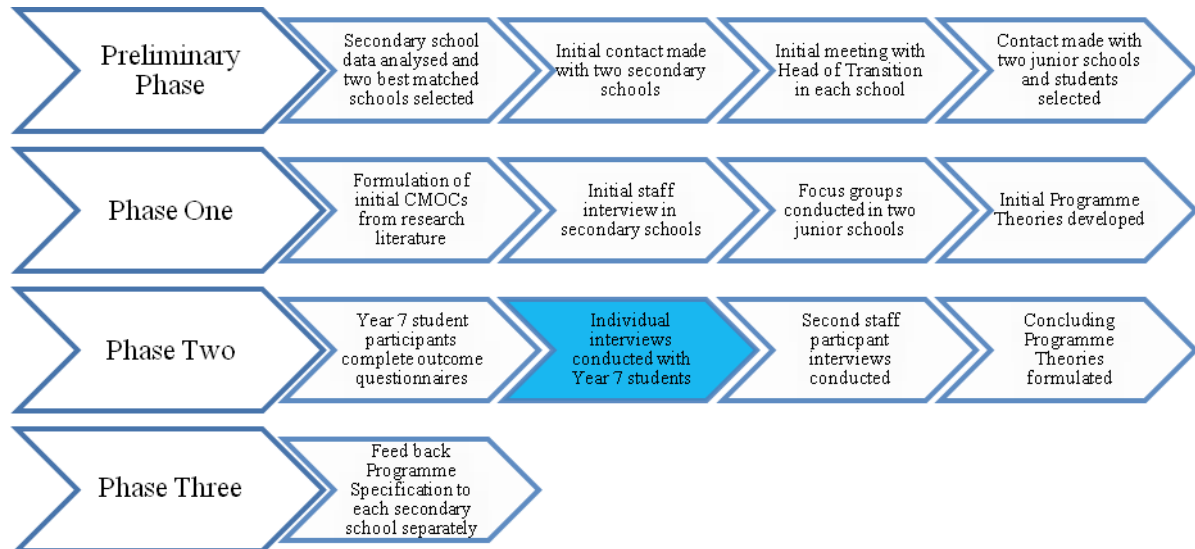 Preliminary
Phase
Secondary school
data analysed and
two best matched
schools selected
Initial contact made
with two secondary
schools
Initial meeting with
Head of Transition
in each school
Contact made with
two junior schools
and students
selected
Phase One
Formulation of
initial CMOCs
from research
literature
Initial staff
interview in
secondary schools
Focus groups
conducted in two
junior schools
Initial Programme
Theories developed
Phase Two
Year 7 student
participants
complete outcome
questionnaires
Individual
interviews
conducted with
Year 7 students
Second staff
particpant
interviews
conducted
Concluding
Programme
Theories
formulated
Phase Three
Feed back
Programme
Specification to
each secondary
school separately